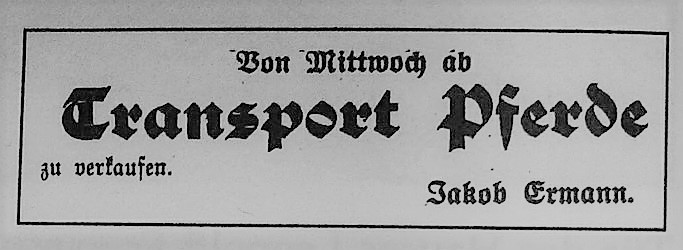 Von Mittwoch ab
Transport Pferde
zu verkaufen.
Jakob Ermann.